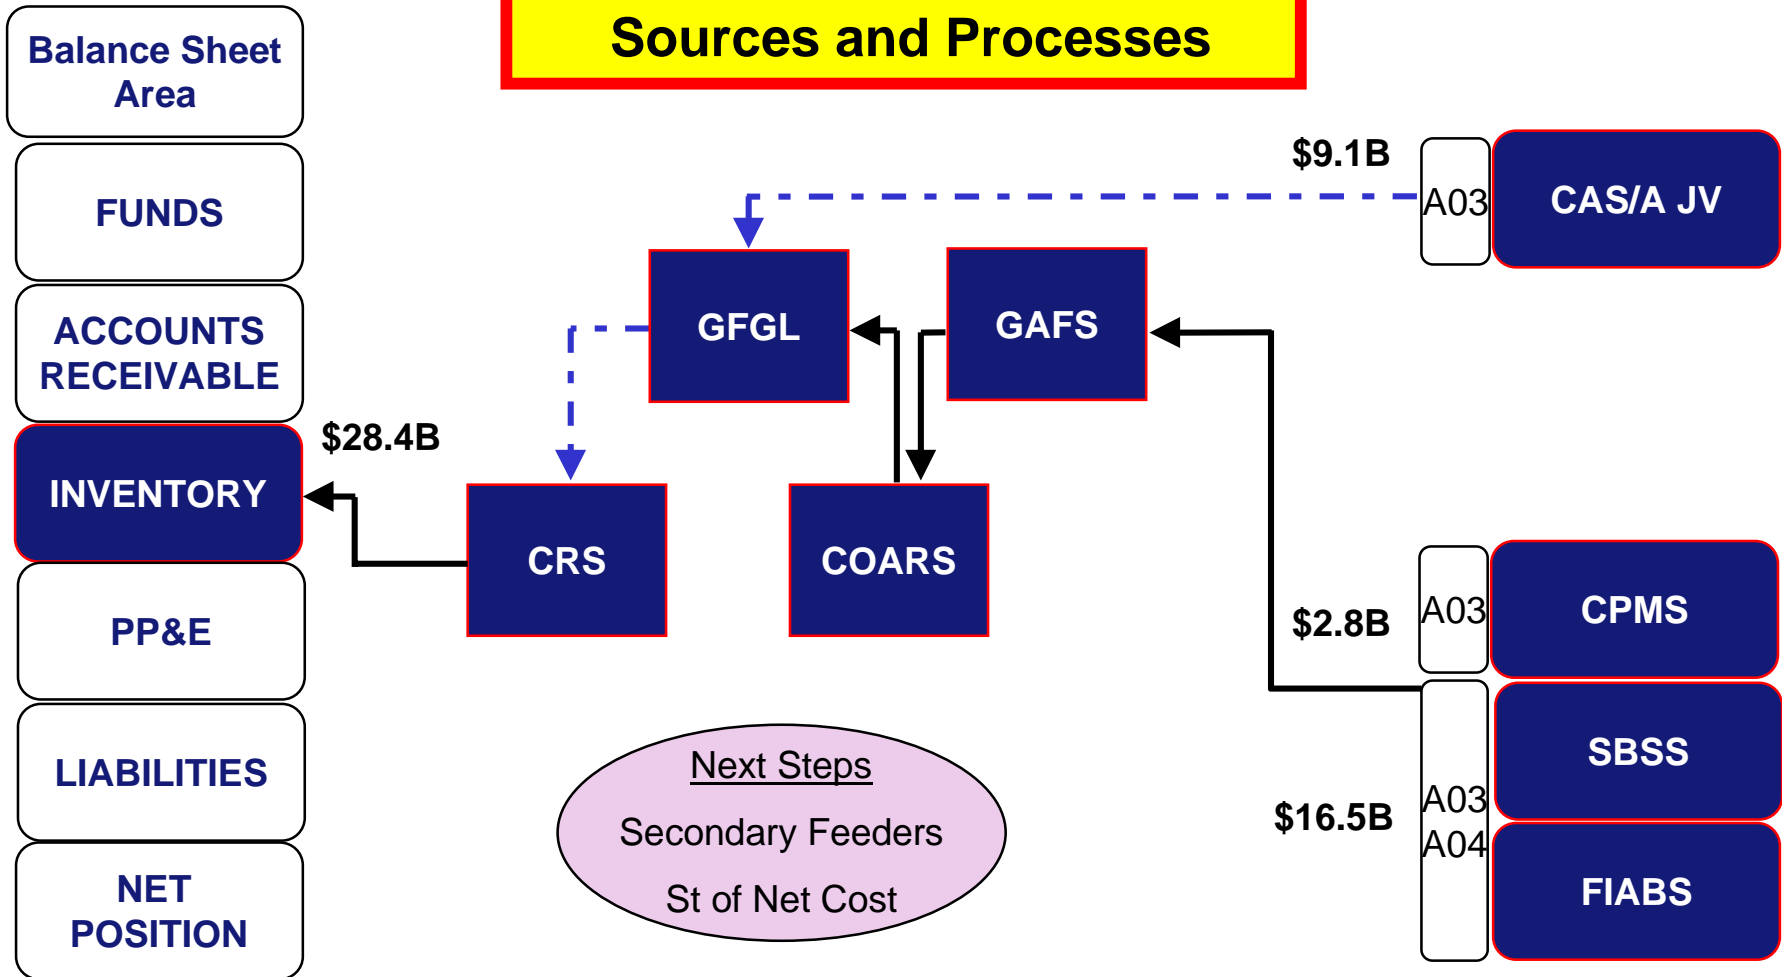 Sources and Processes
Balance Sheet
Area
FUNDS
ACCOUNTS
RECEIVABLE
INVENTORY
PP&E
LIABILITIES
NET
POSITION
$28.4B
CRS
GFGL
COARS
GAFS
$9.1B
A03
CAS/A JV
$2.8B
A03
CPMS
$16.5B
A03
A04
SBSS
FIABS
Next Steps
Secondary Feeders
St of Net Cost